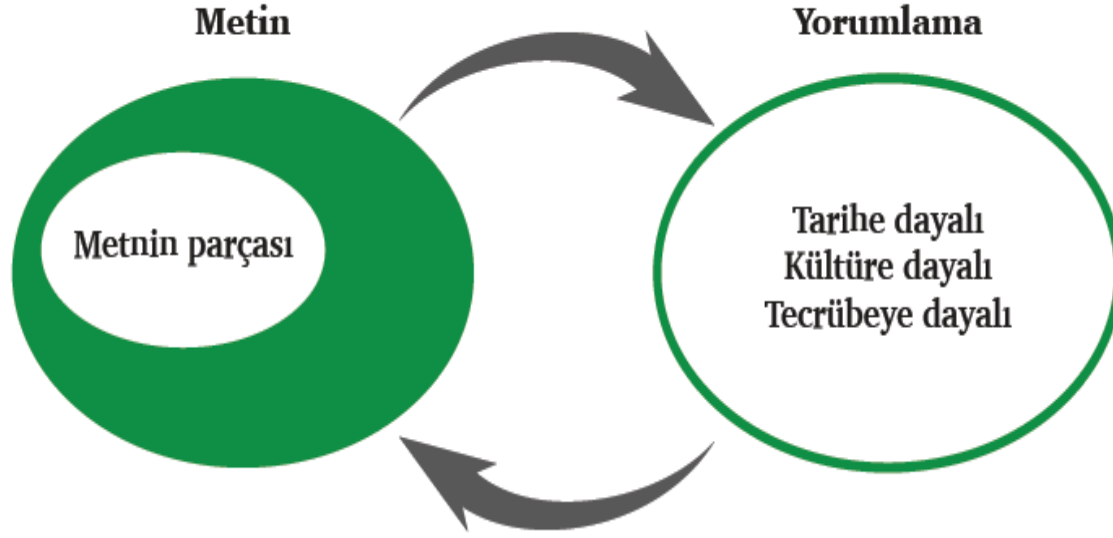 Metin
Yorumlama
Metnin parçası
Tarihe dayalı
Kültüre dayalı
Tecrübeye dayalı